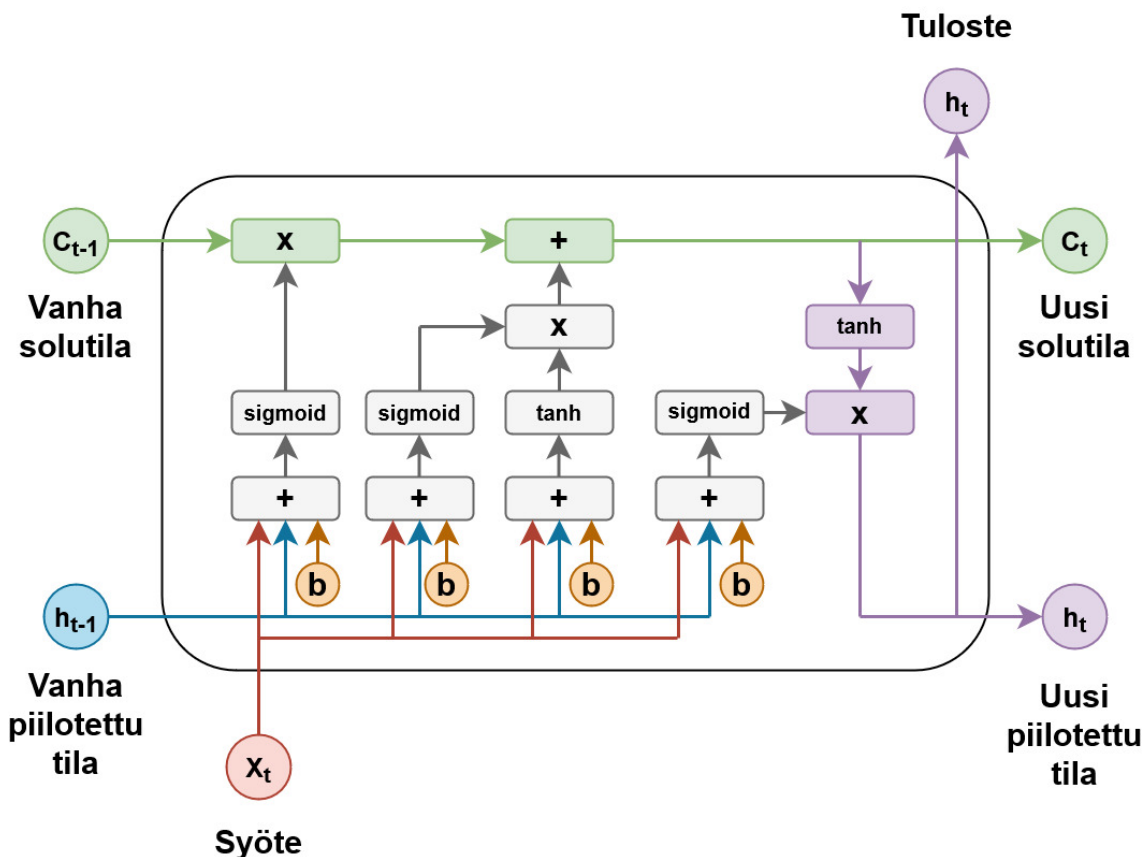 Tuloste
hₜ
Cₜ₋₁
x
+
Cₜ
Vanha
solutila
x
tanh
Uusi
solutila
sigmoid
sigmoid
tanh
sigmoid
x
+
+
+
+
b
b
b
b
hₜ₋₁
hₜ
Vanha
piilotettu
tila
Uusi
piilotettu
tila
Xₜ
Syöte